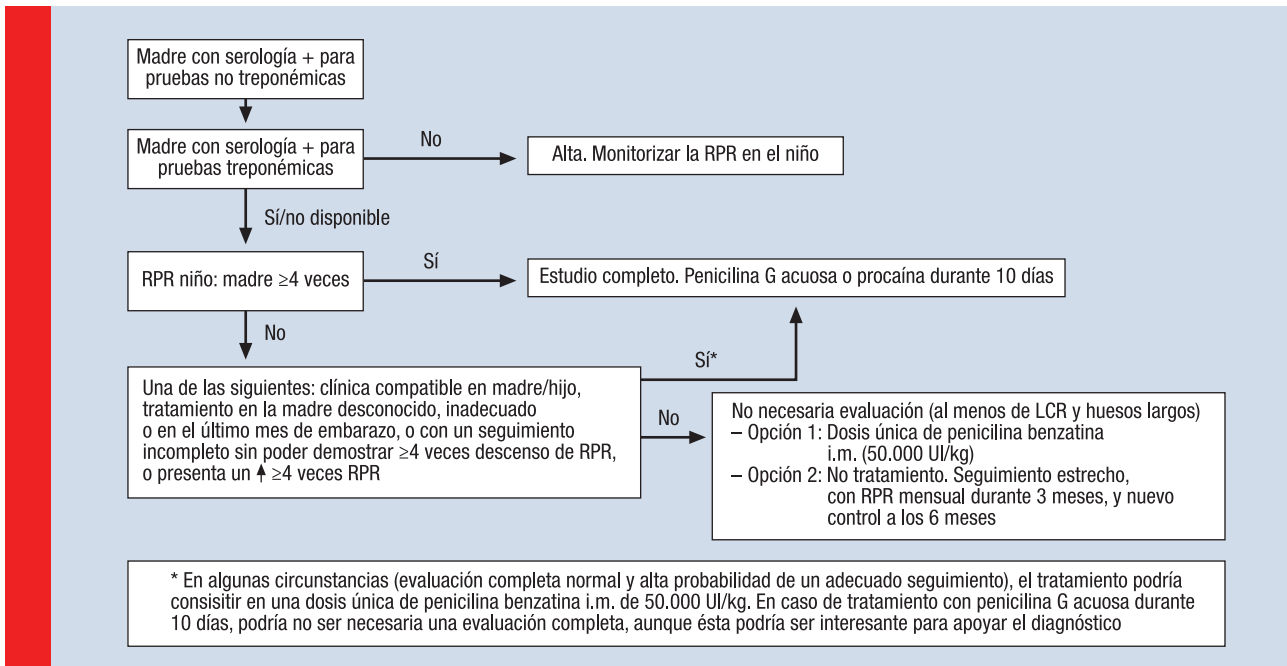 Madre con serología + para
pruebas no treponémicas
Madre con serología + para
pruebas treponémicas
No
Alta. Monitorizar la RPR en el niño
Sí/no disponible
RPR niño: madre ≥4 veces
Sí
Estudio completo. Penicilina G acuosa o procaína durante 10 días
No
Sí*
Una de las siguientes: clínica compatible en madre/hijo,
tratamiento en la madre desconocido, inadecuado
o en el último mes de embarazo, o con un seguimiento
incompleto sin poder demostrar ≥4 veces descenso de RPR,
o presenta un ↑ ≥4 veces RPR
No
No necesaria evaluación (al menos de LCR y huesos largos)
– Opción 1: Dosis única de penicilina benzatina
i.m. (50.000 UI/kg)
– Opción 2: No tratamiento. Seguimiento estrecho,
con RPR mensual durante 3 meses, y nuevo
control a los 6 meses
* En algunas circunstancias (evaluación completa normal y alta probabilidad de un adecuado seguimiento), el tratamiento podría
consisitir en una dosis única de penicilina benzatina i.m. de 50.000 UI/kg. En caso de tratamiento con penicilina G acuosa durante
10 días, podría no ser necesaria una evaluación completa, aunque ésta podría ser interesante para apoyar el diagnóstico